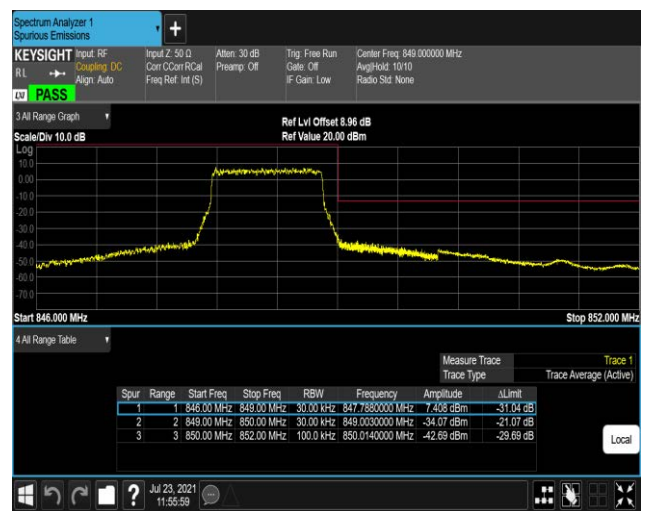 Spectrum Analyzer 1
Spurious Emissions
+
KEYSIGHT Input: RF Input Z: 50 Ω Atten: 30 dB Trig: Free Run Center Freq: 849.000000 MHz
RL Coupling: DC Corr CCorr RCal Preamp: Off Gate: Off Avg|Hold: 10/10
Align: Auto Freq Ref: Int (S) IF Gain: Low Radio Std: None
LXI PASS
3 All Range Graph
Ref Lvl Offset 8.96 dB
Scale/Div 10.0 dB Ref Value 20.00 dBm
Log
10.0
0.00
-10.0
-20.0
-30.0
-40.0
-50.0
-60.0
-70.0
Start 846.000 MHz Stop 852.000 MHz
4 All Range Table
Measure Trace Trace 1
Trace Type Trace Average (Active)
Spur Range Start Freq Stop Freq RBW Frequency Amplitude ΔLimit
1 1 846.00 MHz 849.00 MHz 30.00 kHz 847.7880000 MHz 7.406 dBm -31.04 dB
2 2 849.00 MHz 850.00 MHz 30.00 kHz 849.0030000 MHz -34.07 dBm -21.07 dB
3 3 850.00 MHz 852.00 MHz 100.0 kHz 850.0140000 MHz -42.69 dBm -29.69 dB
Local
? Jul 23, 2021
11:55:59